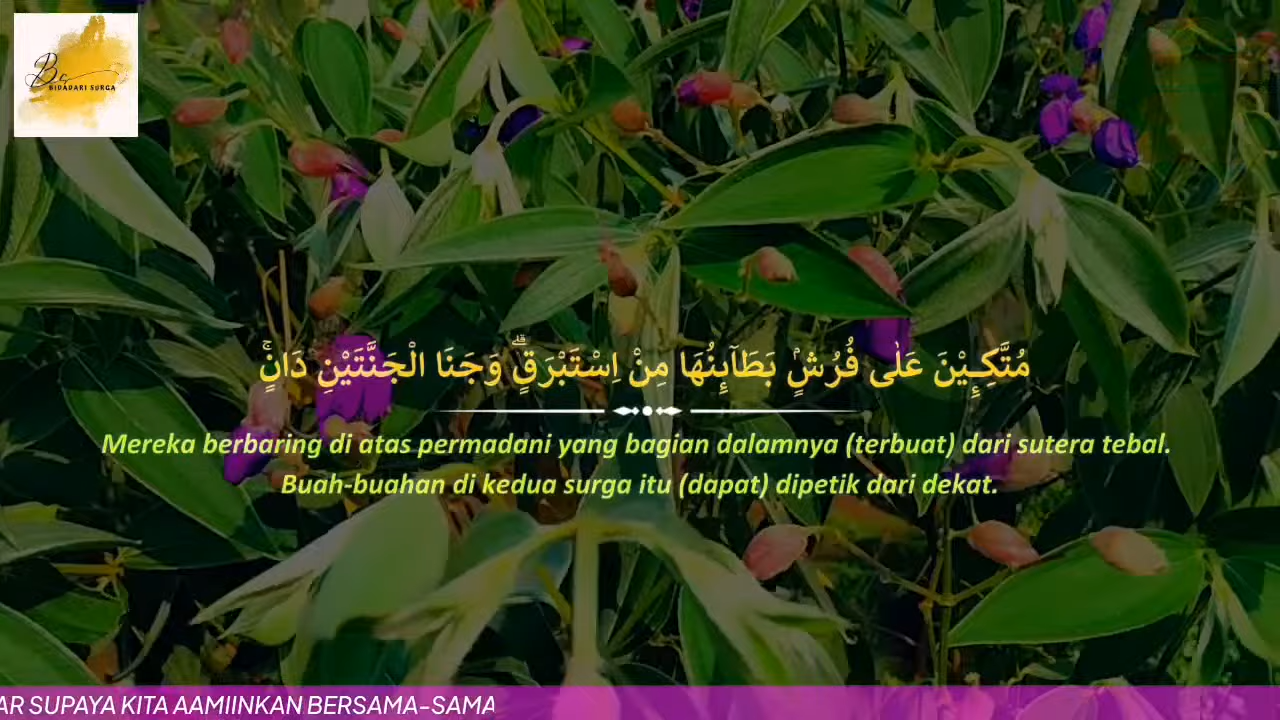 Bs
BIDADARI SURGA
مُتَّكِـِٕيْنَ عَلٰى فُرُشٍۢ بَطَاۤىِٕنُهَا مِنْ اِسْتَبْرَقٍۗ وَجَنَا الْجَنَّتَيْنِ دَانٍۚ
Mereka berbaring di atas permadani yang bagian dalamnya (terbuat) dari sutera tebal.
Buah-buahan di kedua surga itu (dapat) dipetik dari dekat.
AR SUPAYA KITA AAMIINKAN BERSAMA-SAMA